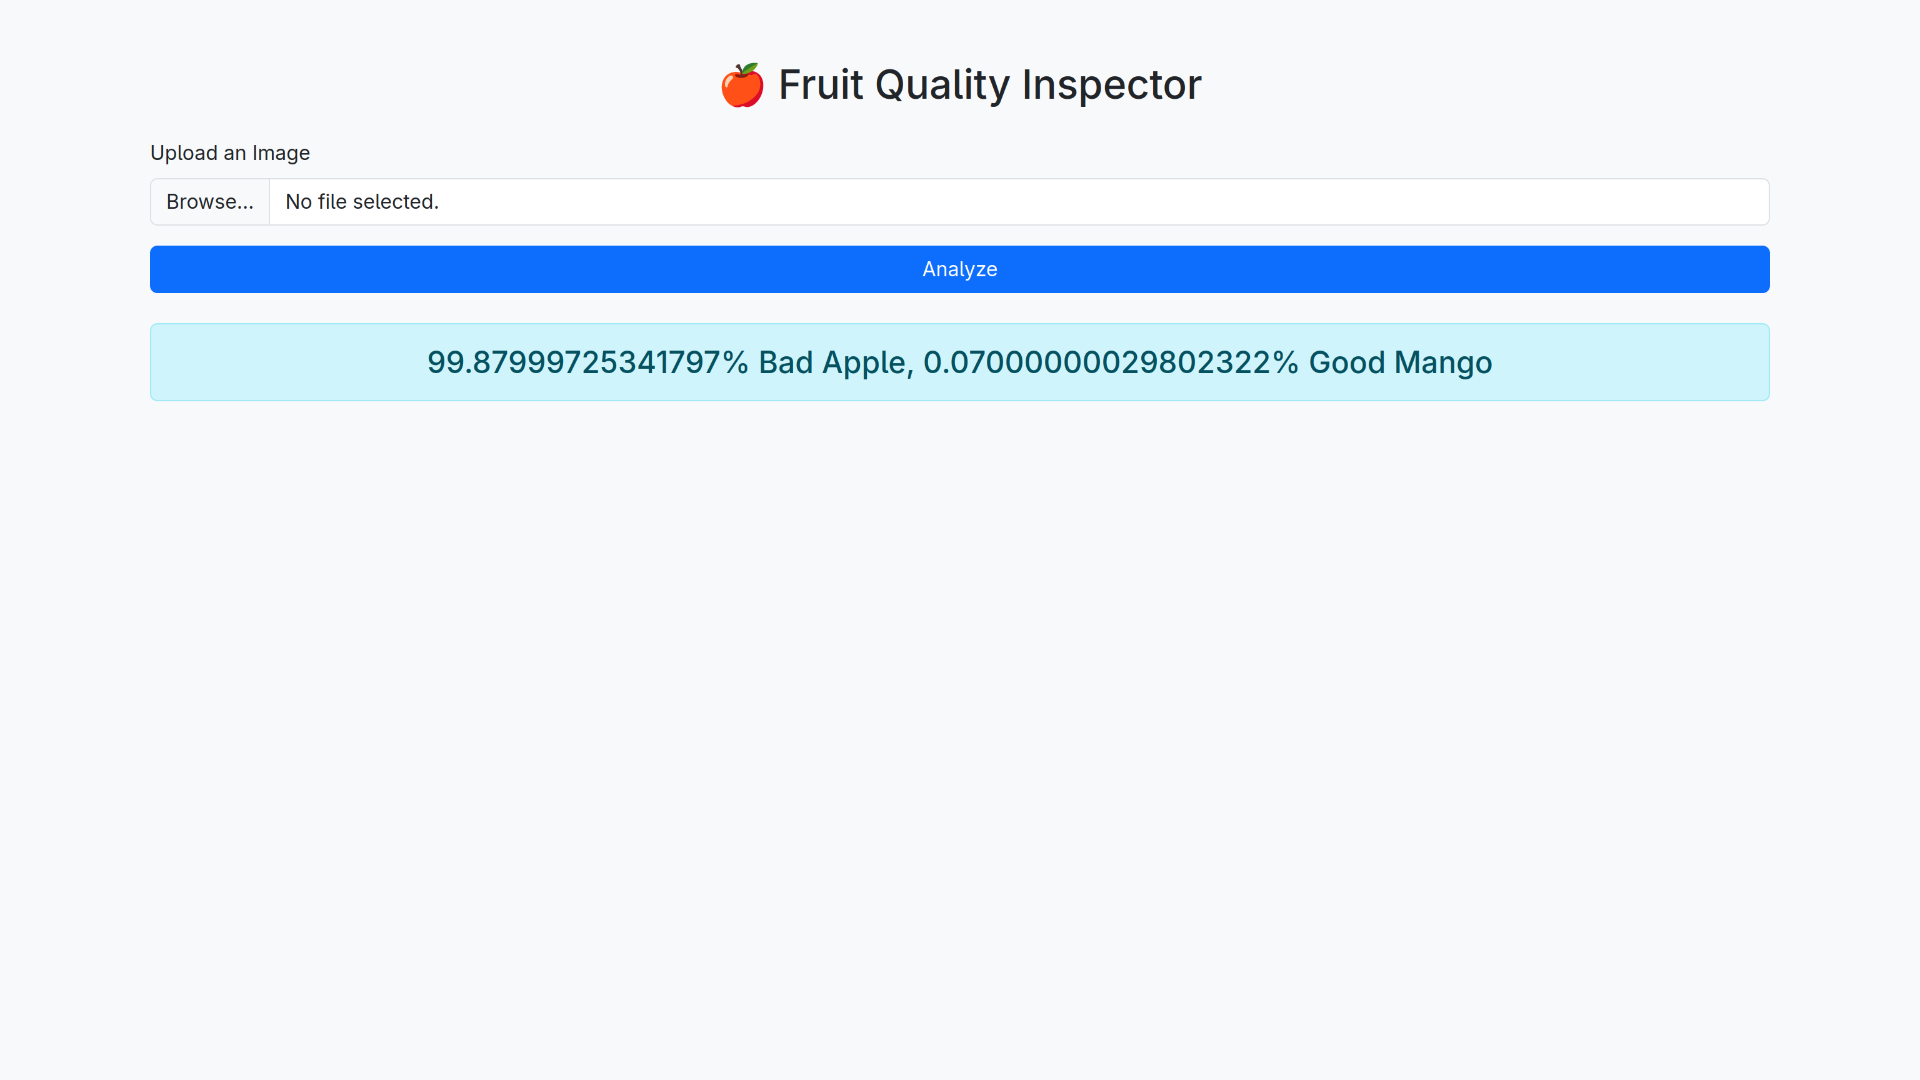 🍎 Fruit Quality Inspector
Upload an Image
Browse... No file selected.
Analyze
99.87999725341797% Bad Apple, 0.07000000029802322% Good Mango